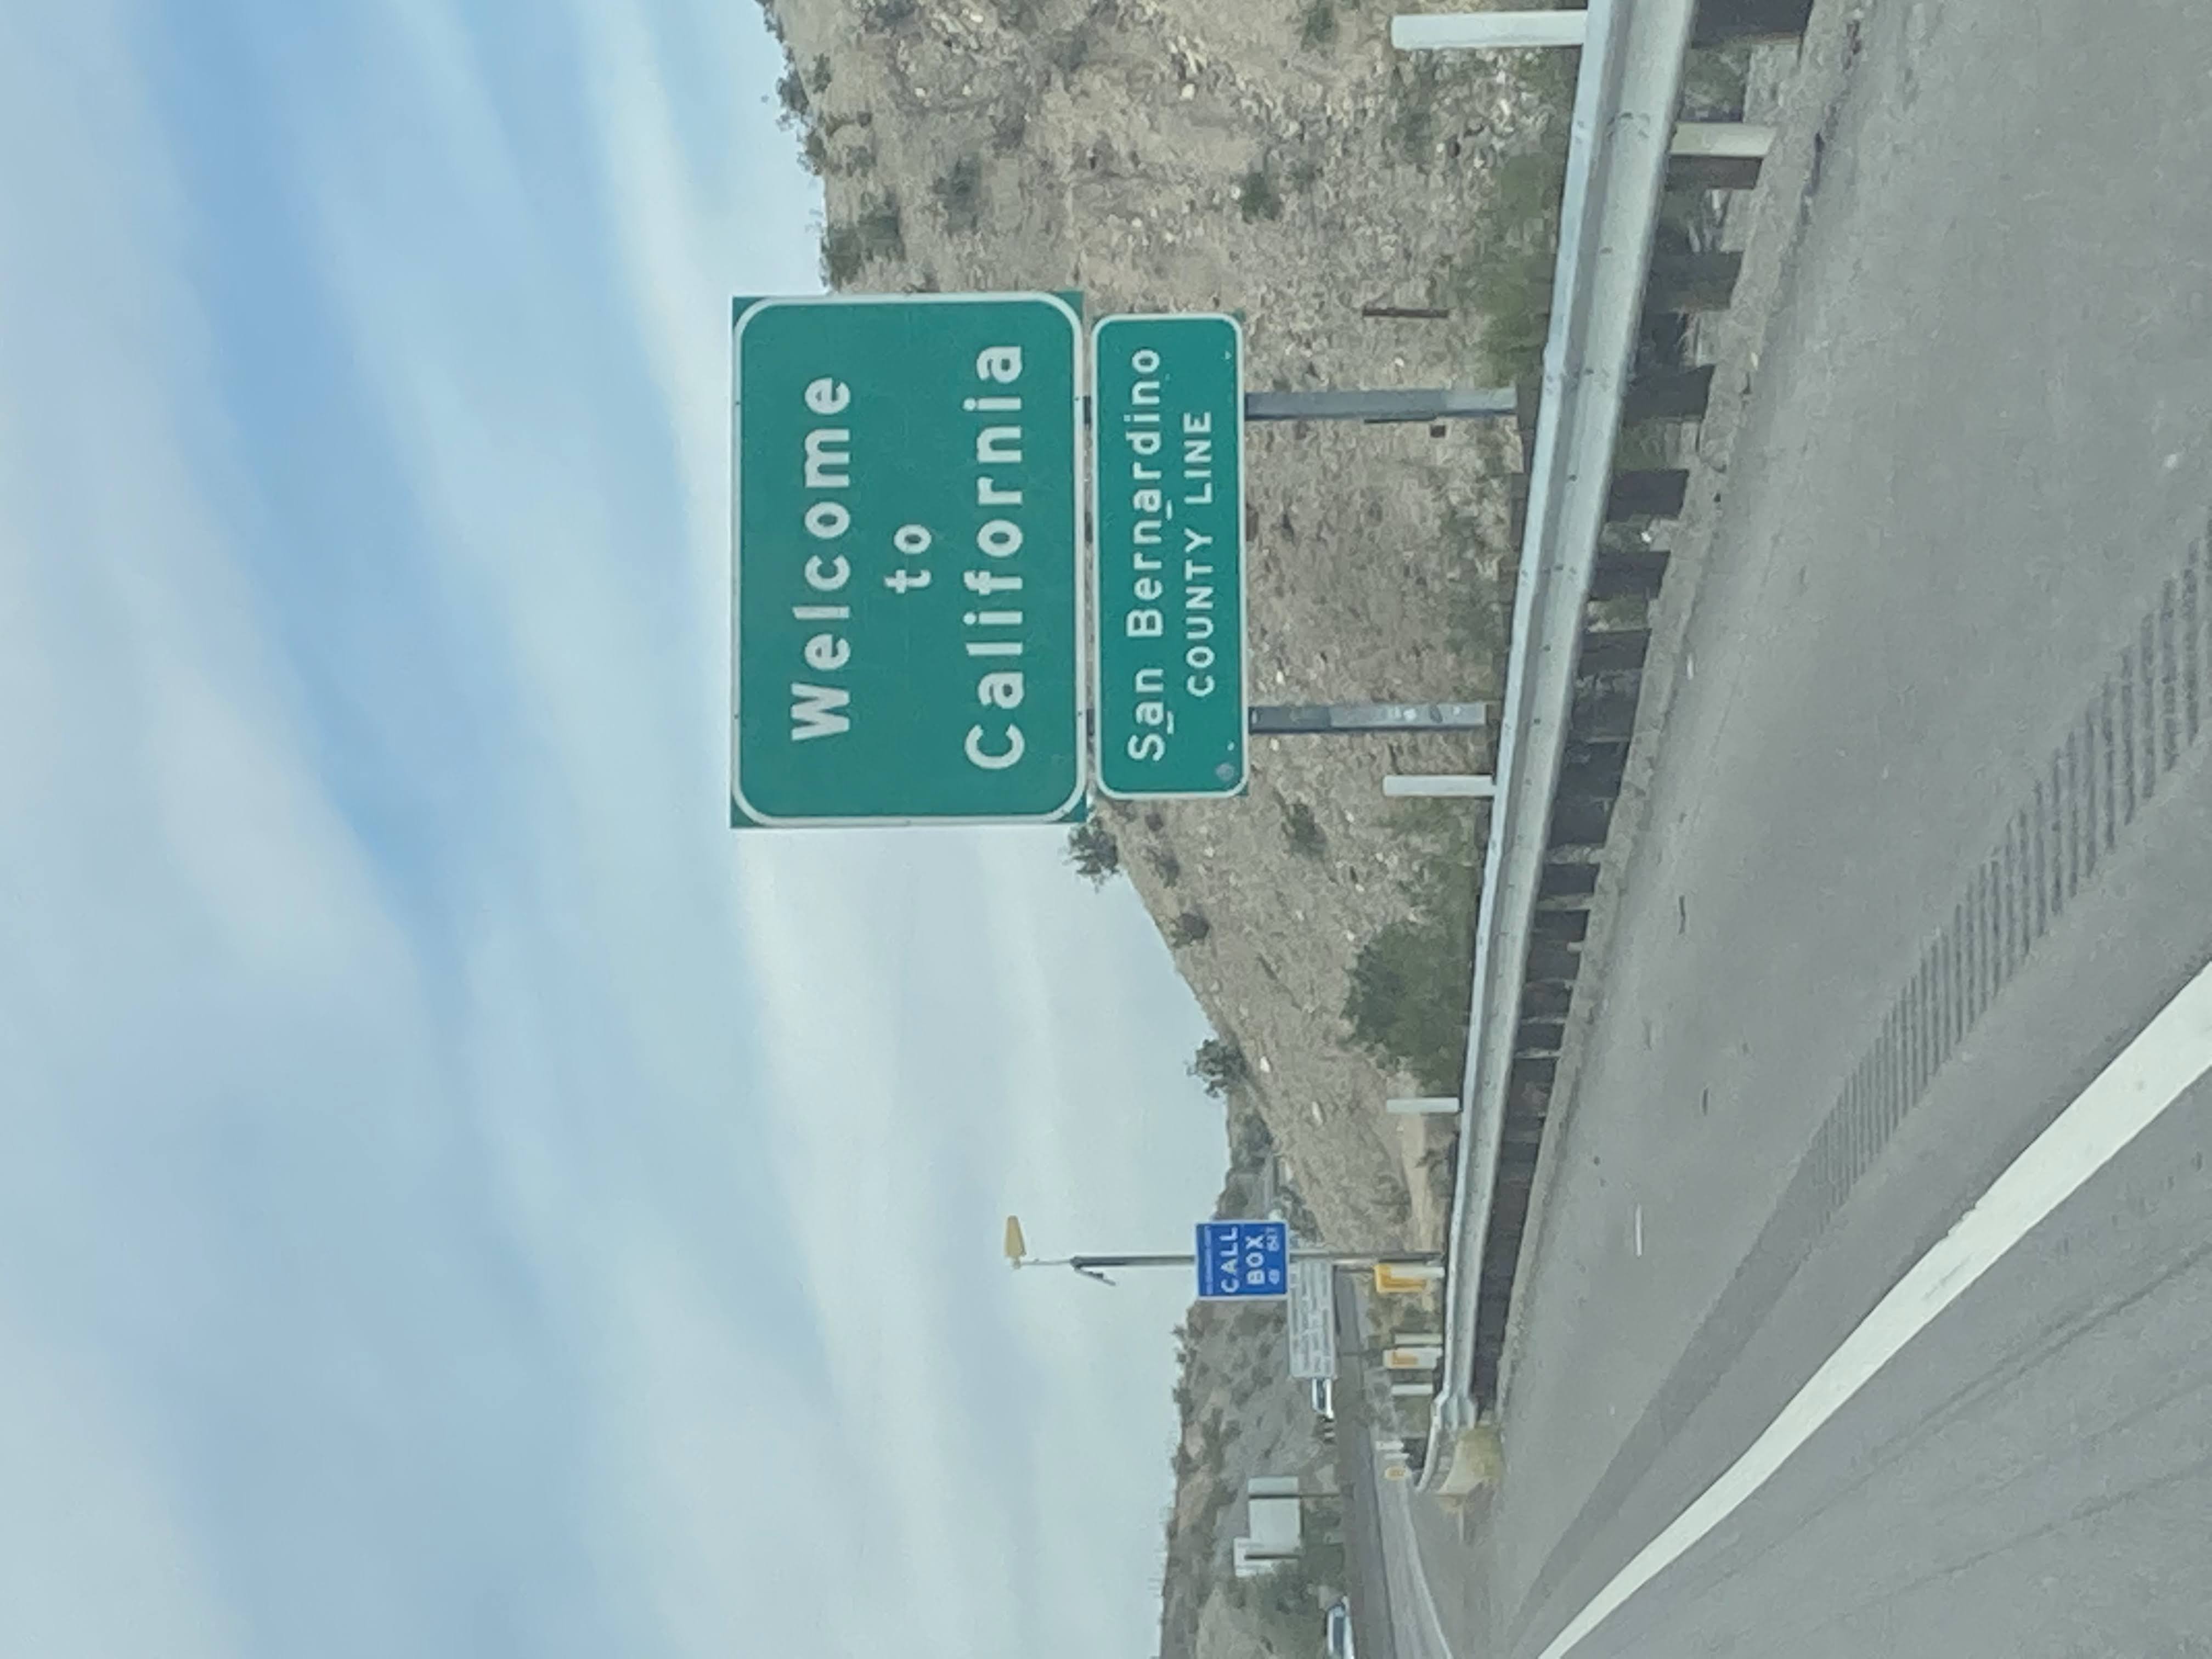 Welcome
to
California
San Bernardino
COUNTY LINE
CALL
BOX